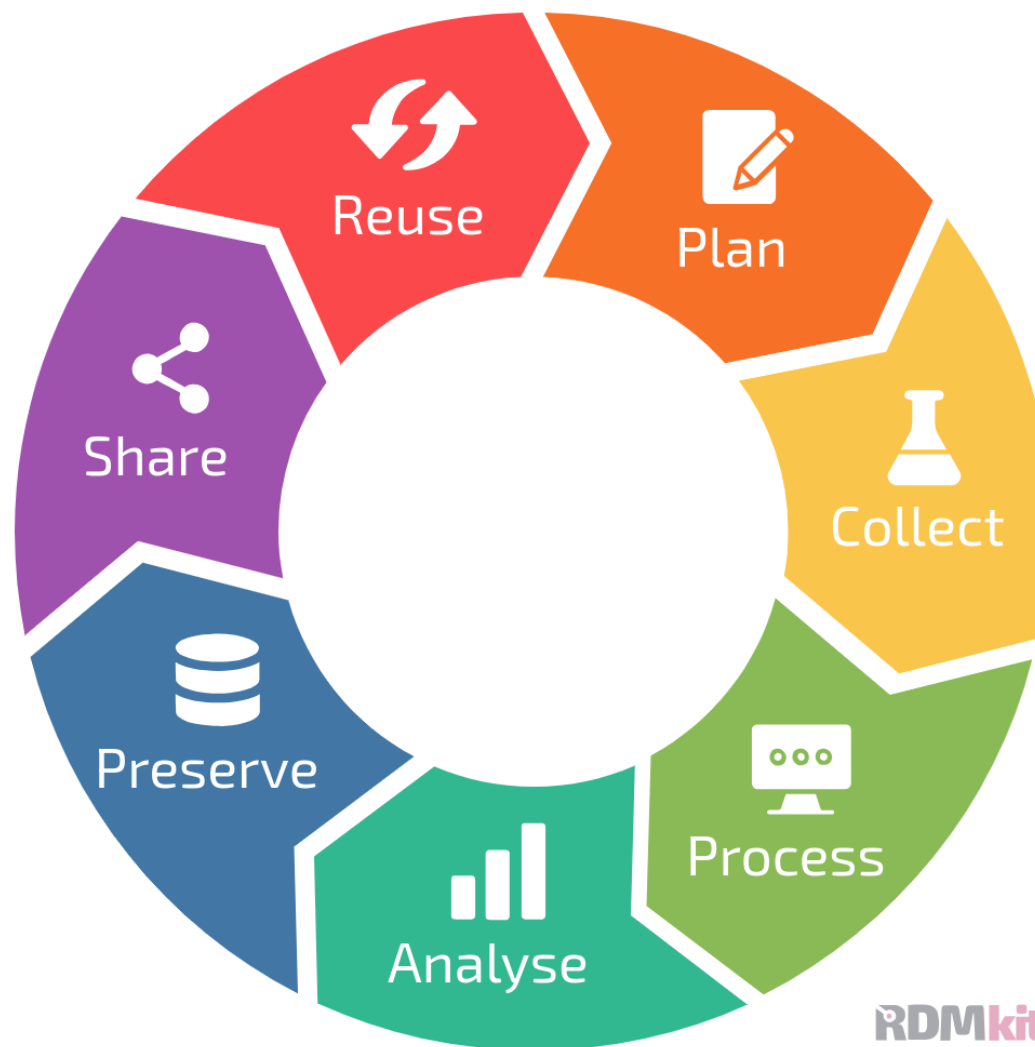 Reuse
Plan
Share
Collect
Preserve
Process
Analyse
RDMkit